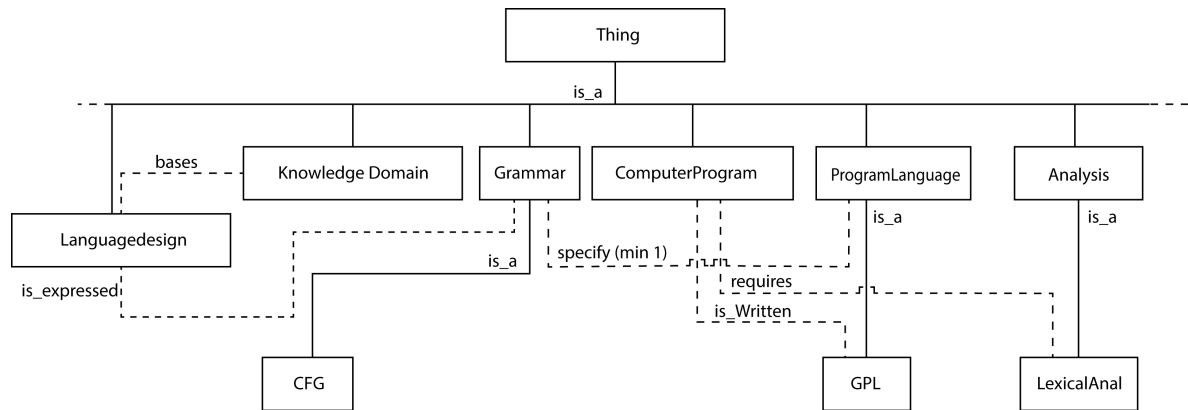 Thing
is_a
bases
Knowledge Domain
Grammar
ComputerProgram
ProgramLanguage
Analysis
is_a
is_a
Languagedesign
specify (min 1)
is_a
is_expressed
requires
is_Written
CFG
GPL
LexicalAnal